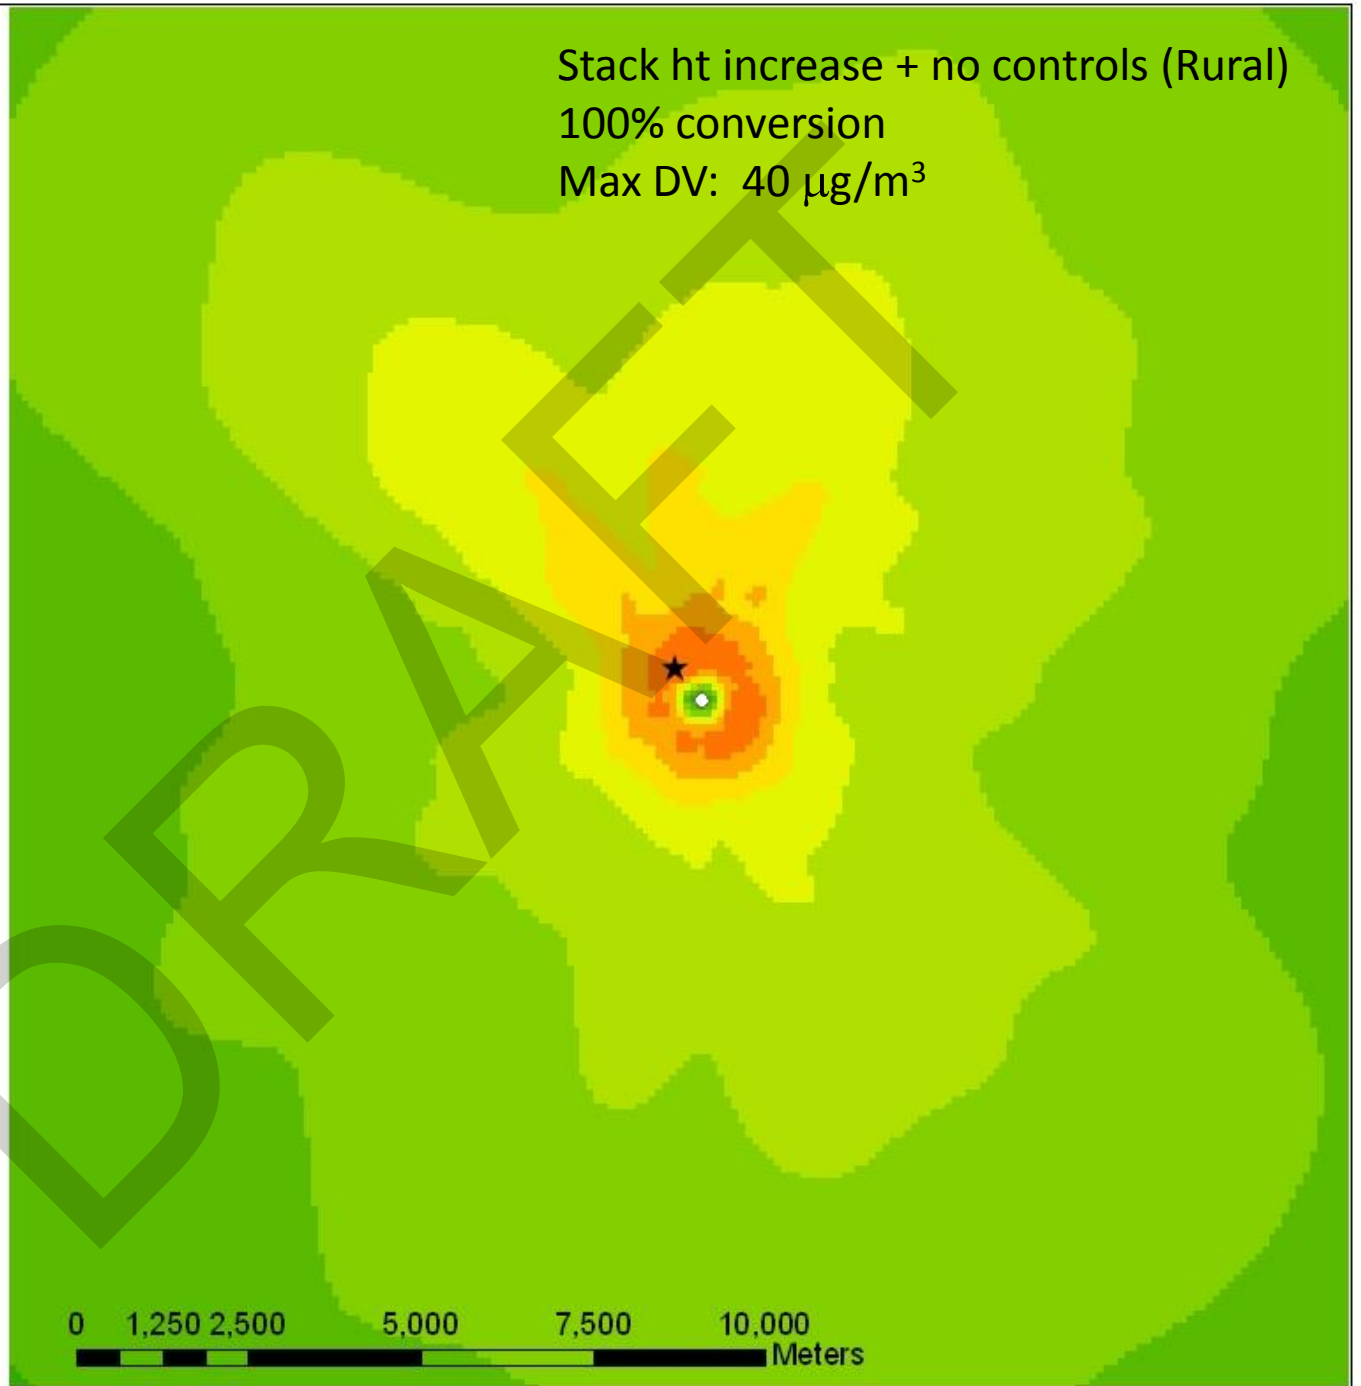 Stack ht increase + no controls (Rural)
100% conversion
Max DV: 40 µg/m³
DRAFT
0 1,250 2,500 5,000 7,500 10,000
Meters